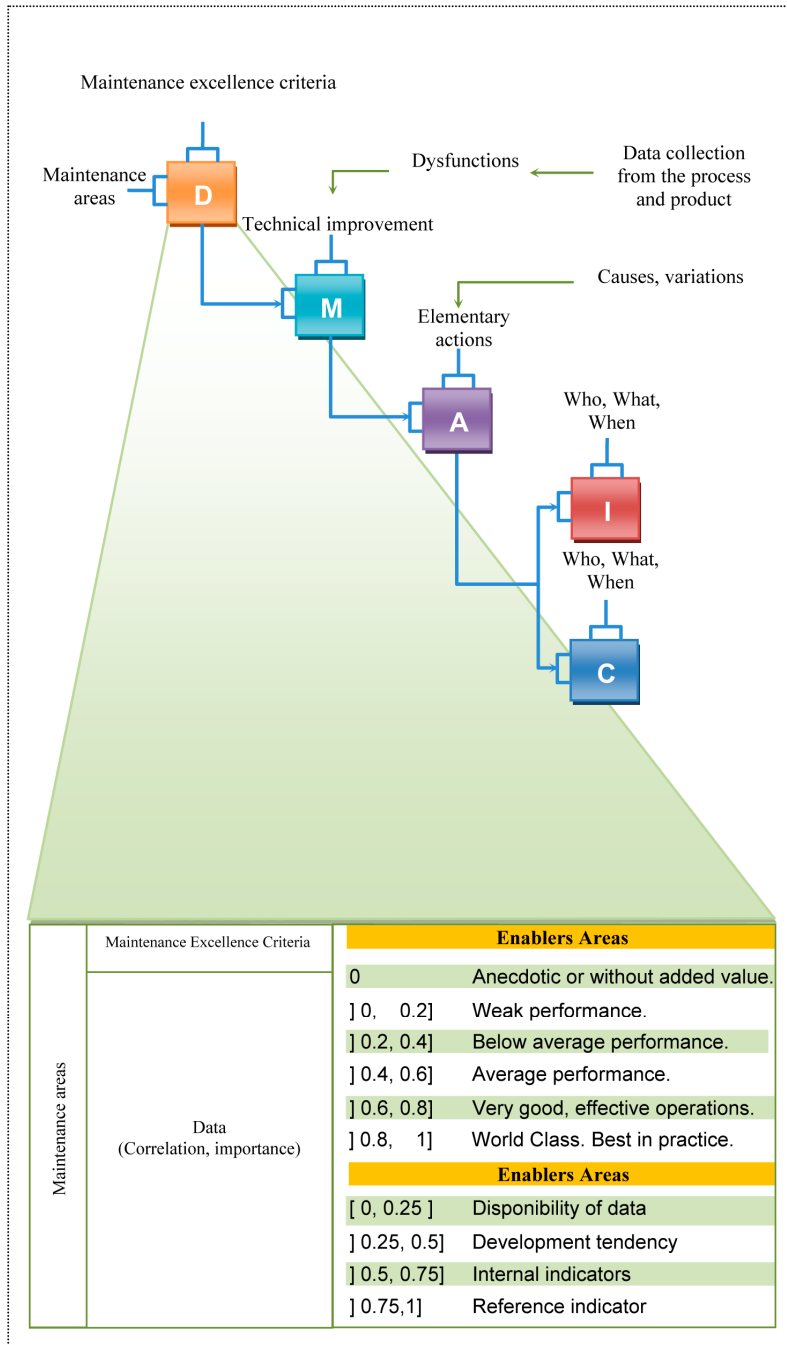 Maintenance excellence criteria
Maintenance
areas
D
Dysfunctions
Data collection
from the process
and product
Technical improvement
M
Causes, variations
Elementary
actions
A
Who, What,
When
I
Who, What,
When
C
Maintenance areas
Maintenance Excellence Criteria
Data
(Correlation, importance)
Enablers Areas
0 Anecdotic or without added value.
] 0, 0.2] Weak performance.
] 0.2, 0.4] Below average performance.
] 0.4, 0.6] Average performance.
] 0.6, 0.8] Very good, effective operations.
] 0.8, 1] World Class. Best in practice.
Enablers Areas
[ 0, 0.25 ] Disponibility of data
] 0.25, 0.5] Development tendency
] 0.5, 0.75] Internal indicators
] 0.75,1] Reference indicator